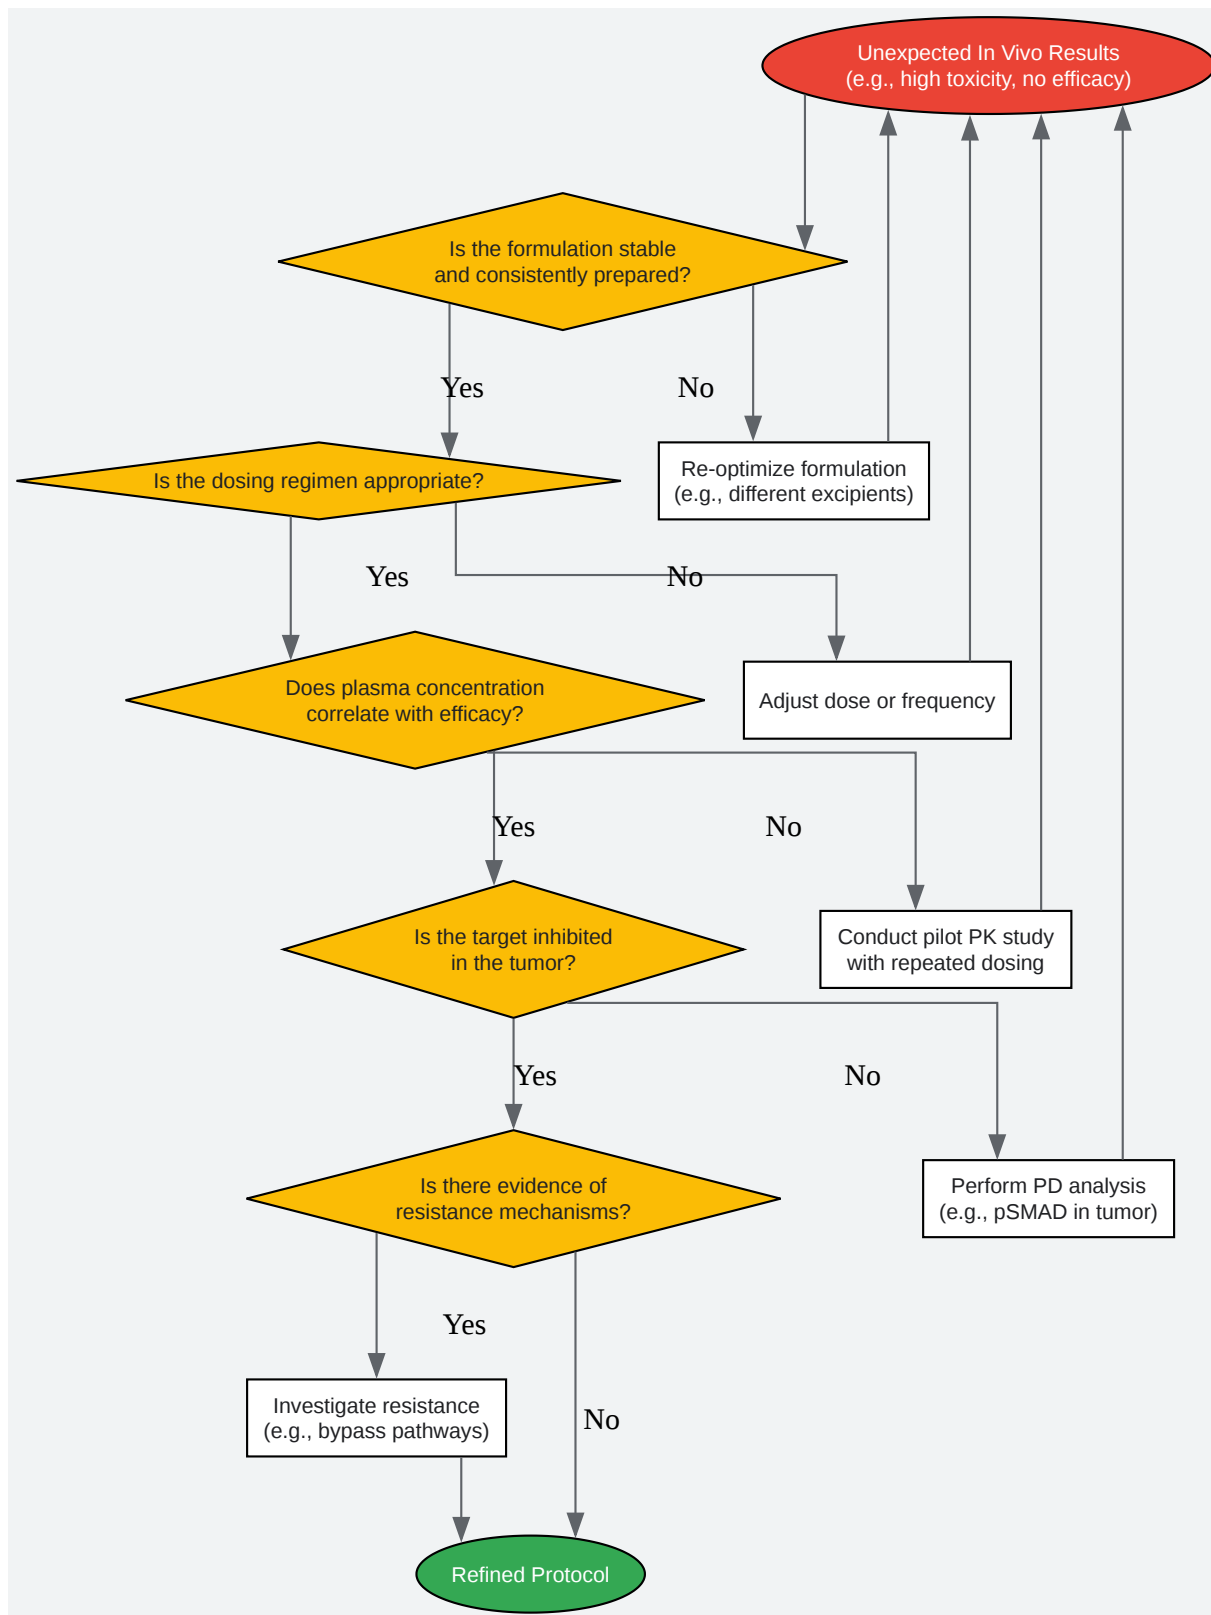 Unexpected In Vivo Results
(e.g., high toxicity, no efficacy)
Is the formulation stable
and consistently prepared?
Yes
No
Re-optimize formulation
(e.g., different excipients)
Is the dosing regimen appropriate?
Yes
No
Does plasma concentration
correlate with efficacy?
Adjust dose or frequency
Yes
No
Is the target inhibited
in the tumor?
Conduct pilot PK study
with repeated dosing
Yes
No
Is there evidence of
resistance mechanisms?
Perform PD analysis
(e.g., pSMAD in tumor)
Yes
Investigate resistance
(e.g., bypass pathways)
No
Refined Protocol